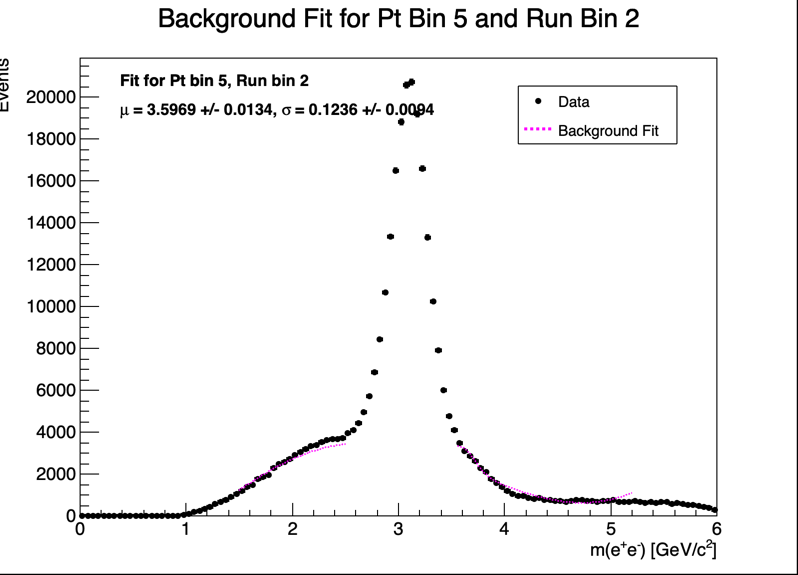 Background Fit for Pt Bin 5 and Run Bin 2
Events
Fit for Pt bin 5, Run bin 2
μ = 3.5969 +/- 0.0134, σ = 0.1236 +/- 0.0094
Data
Background Fit
20000
18000
16000
14000
12000
10000
8000
6000
4000
2000
0
0 1 2 3 4 5 6
m(e⁺e⁻) [GeV/c²]